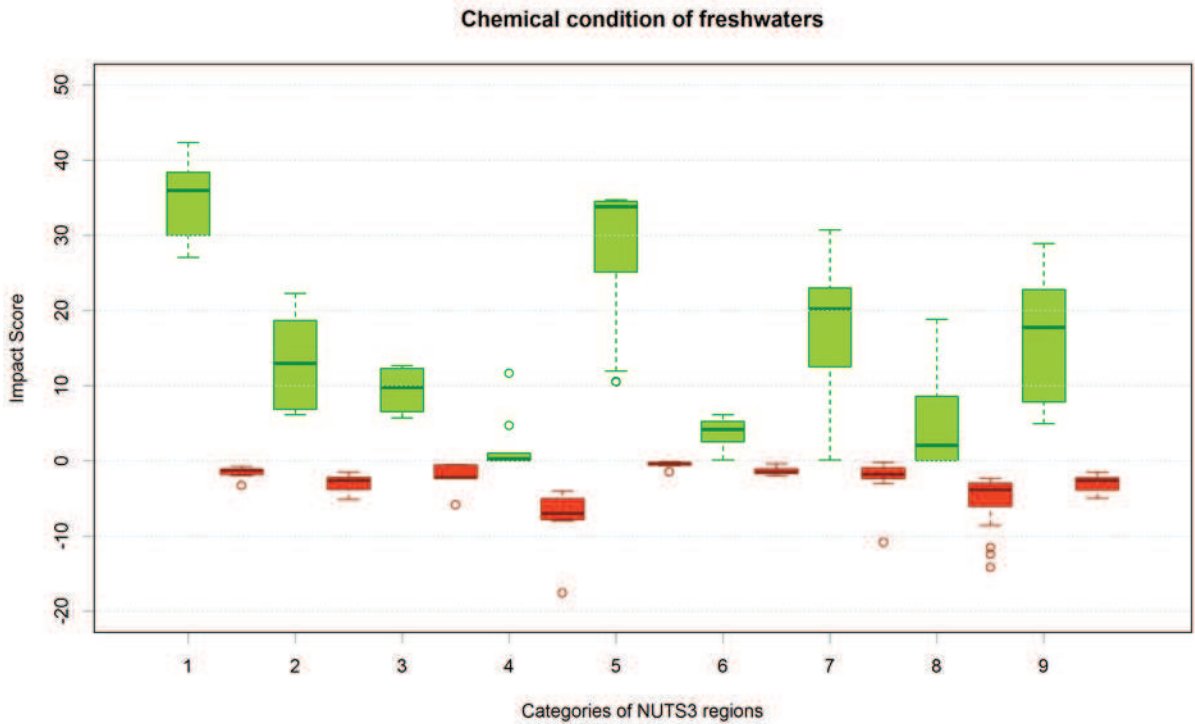 Chemical condition of freshwaters
50
40
30
20
10
0
-10
-20
Impact Score
1 2 3 4 5 6 7 8 9
Categories of NUTS3 regions